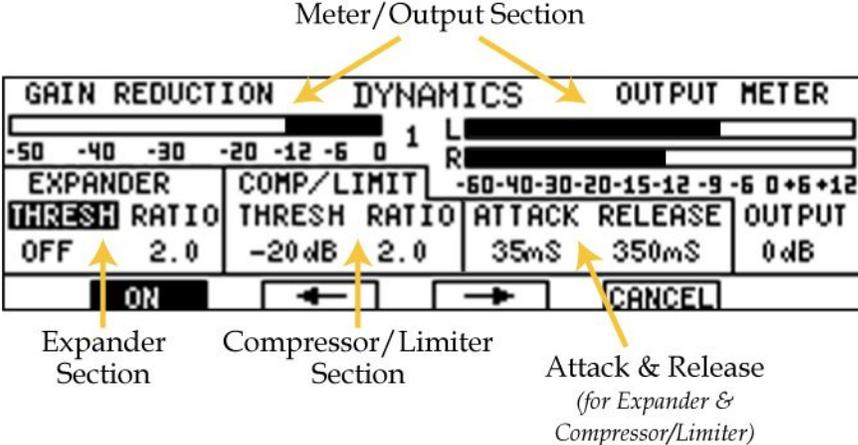 Meter/Output Section
GAIN REDUCTION DYNAMICS OUTPUT METER
1 L
R
-50 -40 -30 -20 -12 -6 0
-60-40-30-20-15-12 -9 -6 0+6+12
EXPANDER COMP/LIMIT
THRESH RATIO THRESH RATIO ATTACK RELEASE OUTPUT
OFF 2.0 -20dB 2.0 35mS 350mS 0dB
ON CANCEL
Expander
Section
Compressor/Limiter
Section
Attack & Release
(for Expander &
Compressor/Limiter)